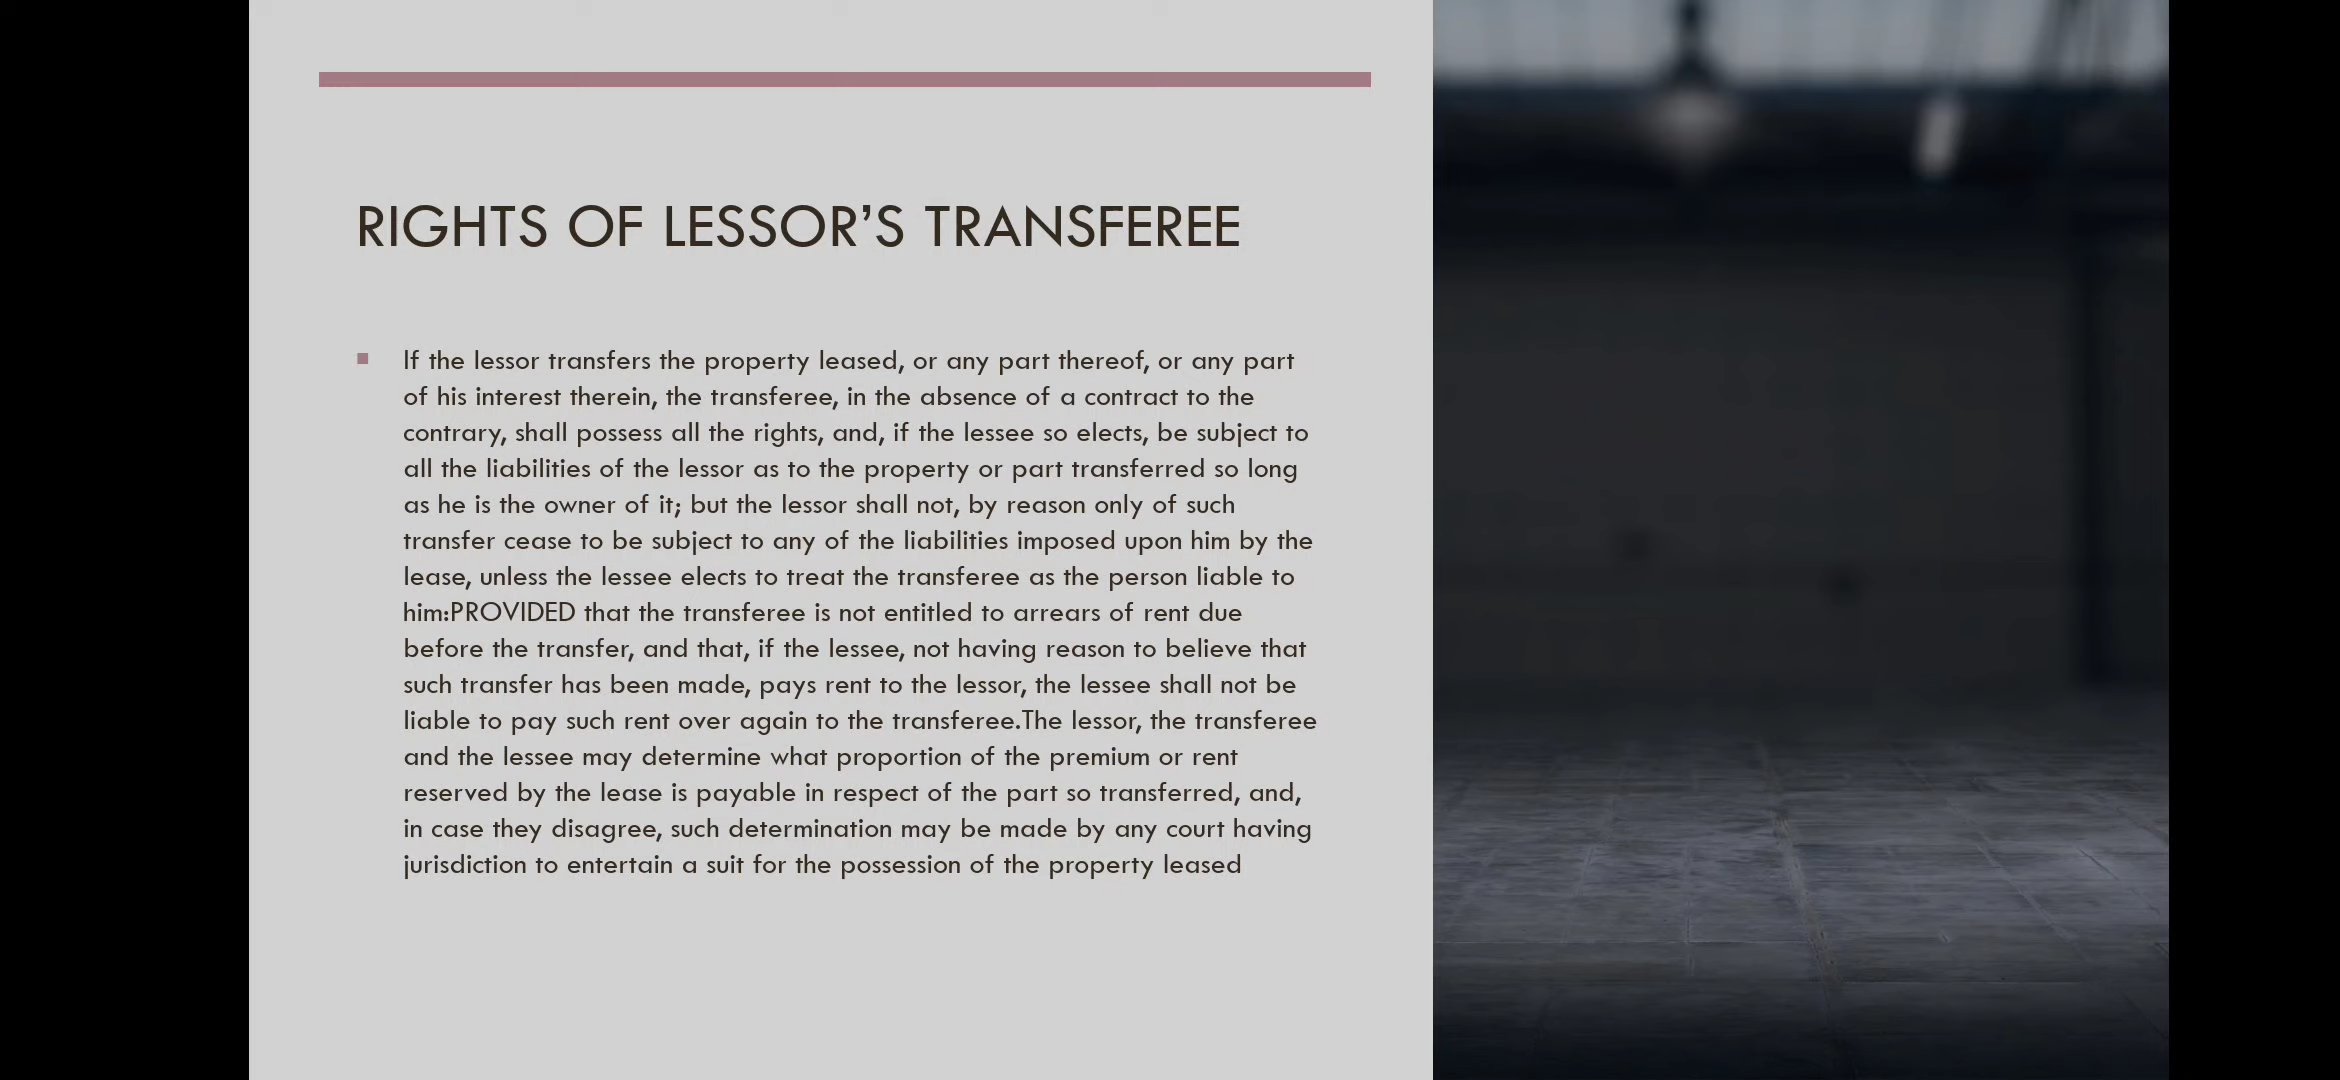 RIGHTS OF LESSOR’S TRANSFEREE
If the lessor transfers the property leased, or any part thereof, or any part
of his interest therein, the transferee, in the absence of a contract to the
contrary, shall possess all the rights, and, if the lessee so elects, be subject to
all the liabilities of the lessor as to the property or part transferred so long
as he is the owner of it; but the lessor shall not, by reason only of such
transfer cease to be subject to any of the liabilities imposed upon him by the
lease, unless the lessee elects to treat the transferee as the person liable to
him:PROVIDED that the transferee is not entitled to arrears of rent due
before the transfer, and that, if the lessee, not having reason to believe that
such transfer has been made, pays rent to the lessor, the lessee shall not be
liable to pay such rent over again to the transferee.The lessor, the transferee
and the lessee may determine what proportion of the premium or rent
reserved by the lease is payable in respect of the part so transferred, and,
in case they disagree, such determination may be made by any court having
jurisdiction to entertain a suit for the possession of the property leased